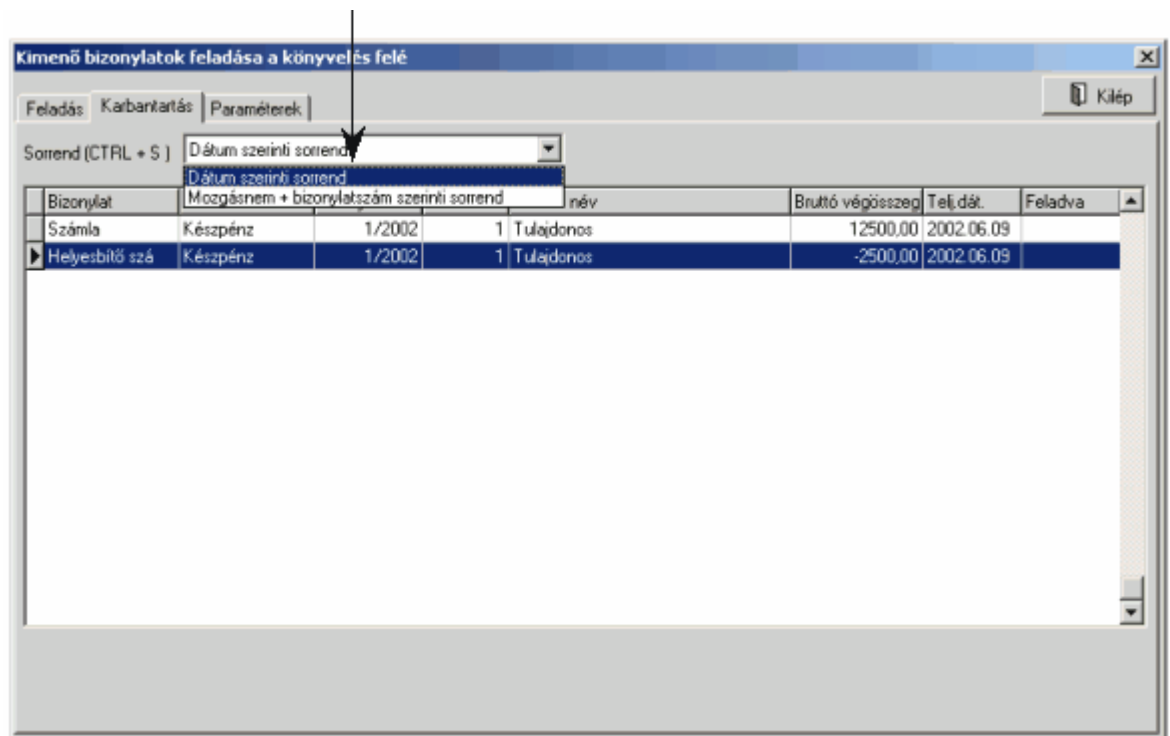 Kimenő bizonylatok feladása a könyvelés felé
Kilép
Feladás Karbantartás Paraméterek
Sorrend (CTRL + S ) Dátum szerinti sorrend
Dátum szerinti sorrend
Mozgásnem + bizonylatszám szerinti sorrend
Bizonylat név Bruttó végösszeg Telj.dát. Feladva
Számla Készpénz 1/2002 1 Tulajdonos 12500,00 2002.06.09
Helyesbítő szá Készpénz 1/2002 1 Tulajdonos -2500,00 2002.06.09